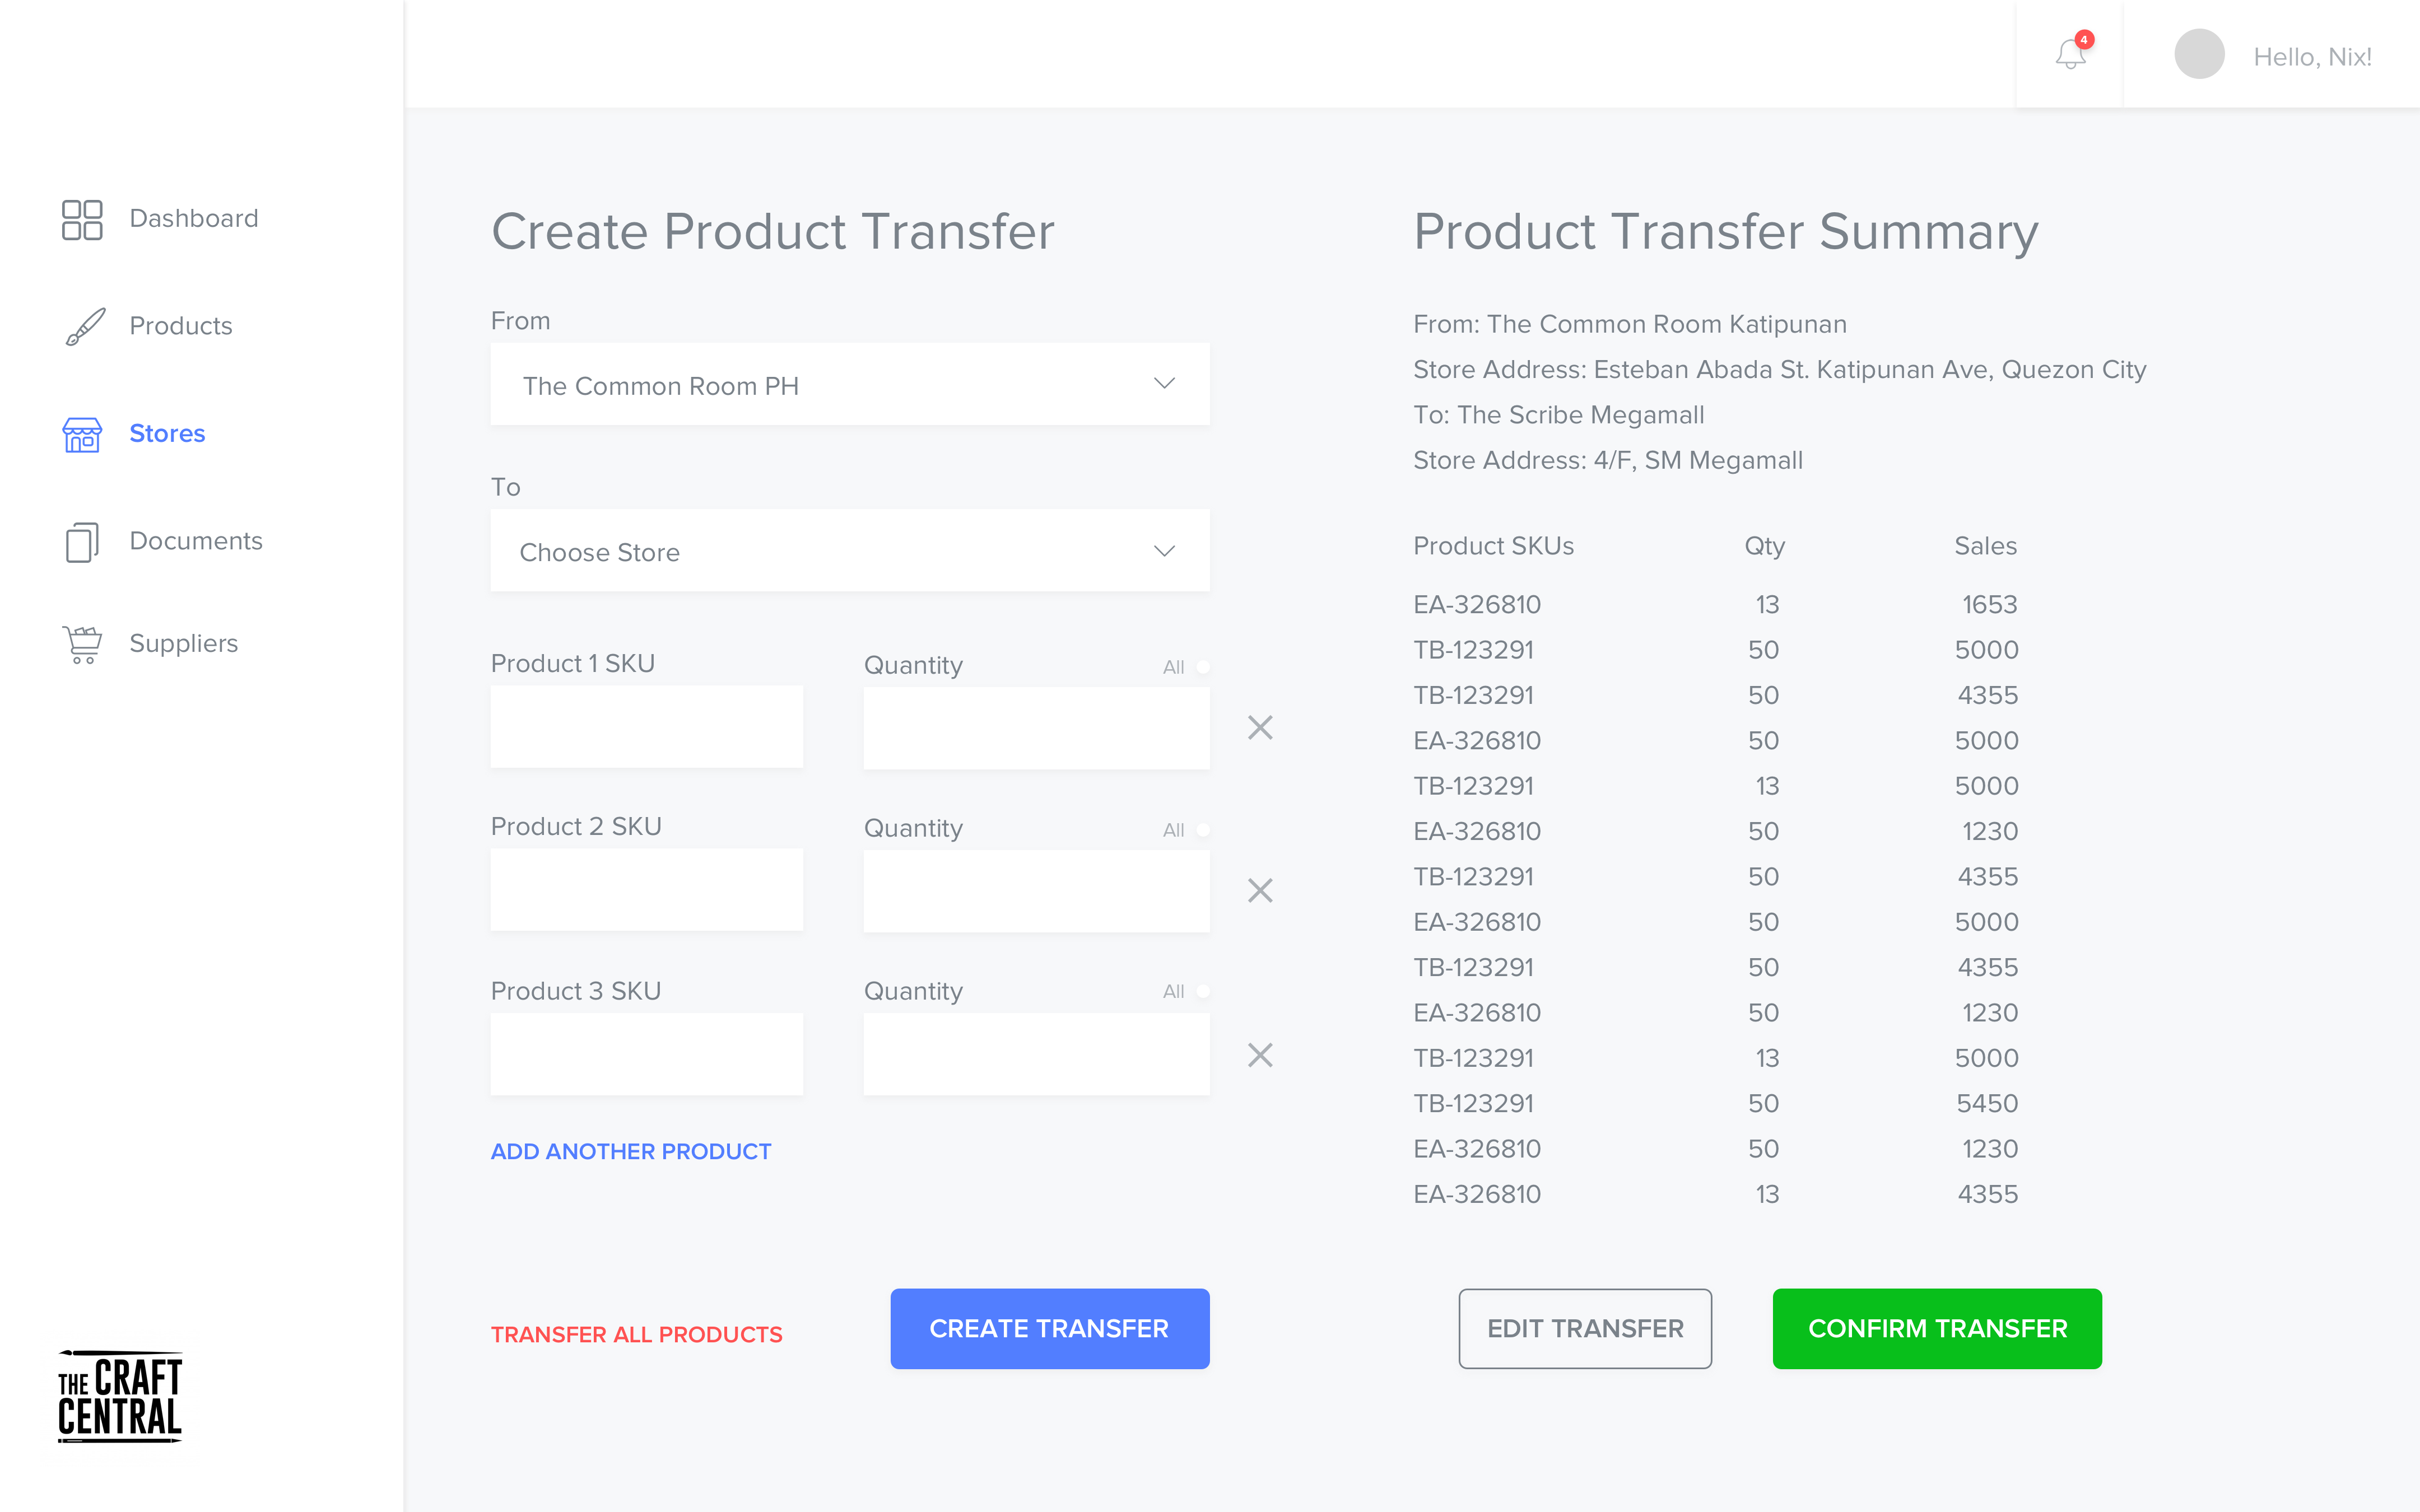 4
Hello, Nix!
Dashboard
Products
Stores
Documents
Suppliers
THE CRAFT
CENTRAL
Create Product Transfer
From
The Common Room PH
To
Choose Store
Product 1 SKU Quantity All
Product 2 SKU Quantity All
Product 3 SKU Quantity All
ADD ANOTHER PRODUCT
TRANSFER ALL PRODUCTS
CREATE TRANSFER
Product Transfer Summary
From: The Common Room Katipunan
Store Address: Esteban Abada St. Katipunan Ave, Quezon City
To: The Scribe Megamall
Store Address: 4/F, SM Megamall
Product SKUs Qty Sales
EA-326810 13 1653
TB-123291 50 5000
TB-123291 50 4355
EA-326810 50 5000
TB-123291 13 5000
EA-326810 50 1230
TB-123291 50 4355
EA-326810 50 5000
TB-123291 50 4355
EA-326810 50 1230
TB-123291 13 5000
TB-123291 50 5450
EA-326810 50 1230
EA-326810 13 4355
EDIT TRANSFER
CONFIRM TRANSFER